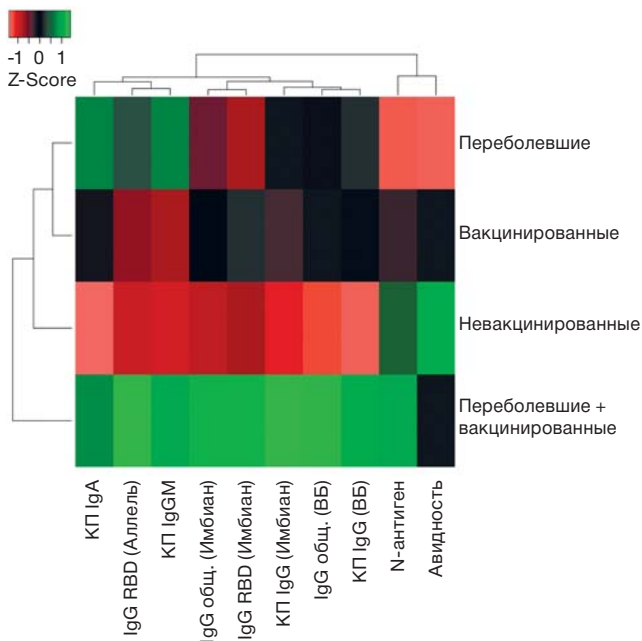 -1 0 1
Z-Score
Переболевшие
Вакцинированные
Невакцинированные
Переболевшие +
вакцинированные
КП IgA
IgG RBD (Аллель)
КП IgGM
IgG общ. (Имбиан)
IgG RBD (Имбиан)
КП IgG (Имбиан)
IgG общ. (ВБ)
КП IgG (ВБ)
N-антиген
Авидность